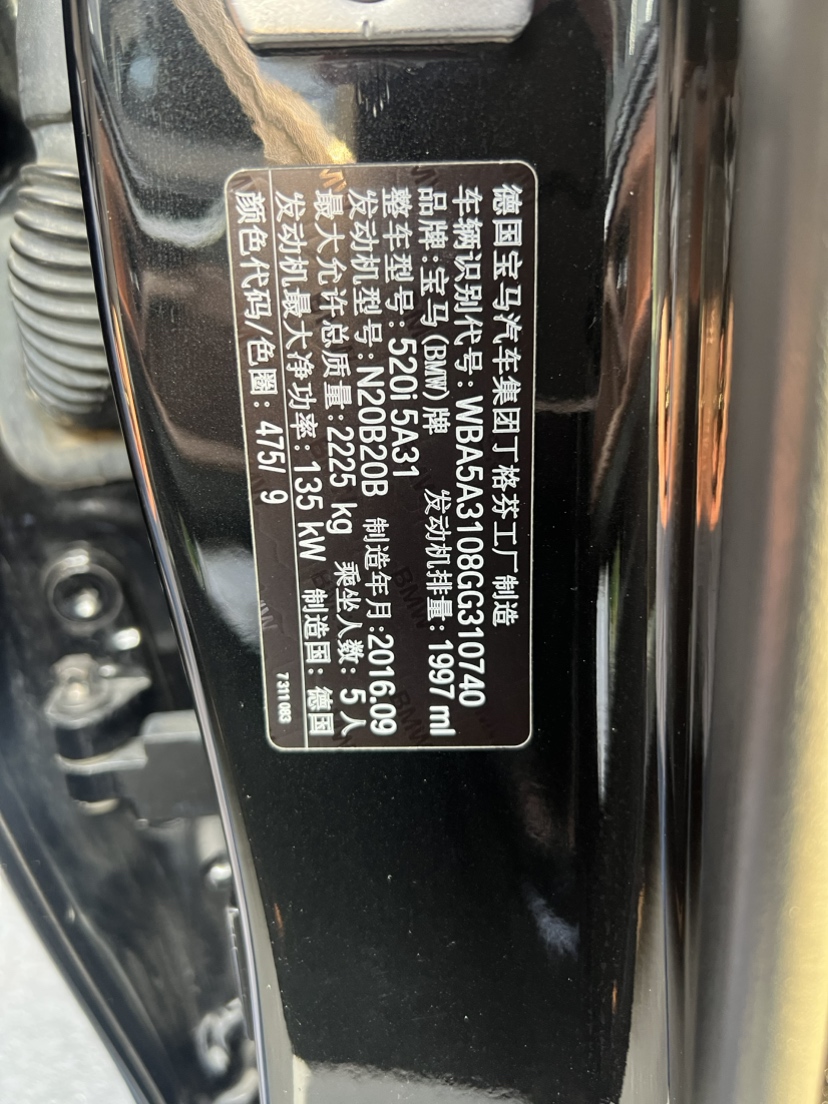 德国宝马汽车集团丁格芬工厂制造
车辆识别代号: WBA5A3108GG310740
品牌:宝马(BMW)牌 发动机排量: 1997 ml
整车型号: 520i 5A31
发动机型号: N20B20B 制造年月:2016.09
最大允许总质量: 2225 kg 乘坐人数: 5 人
发动机最大净功率: 135 kW 制造国: 德国
颜色代码/色圈: 475/ 9
7 311 083